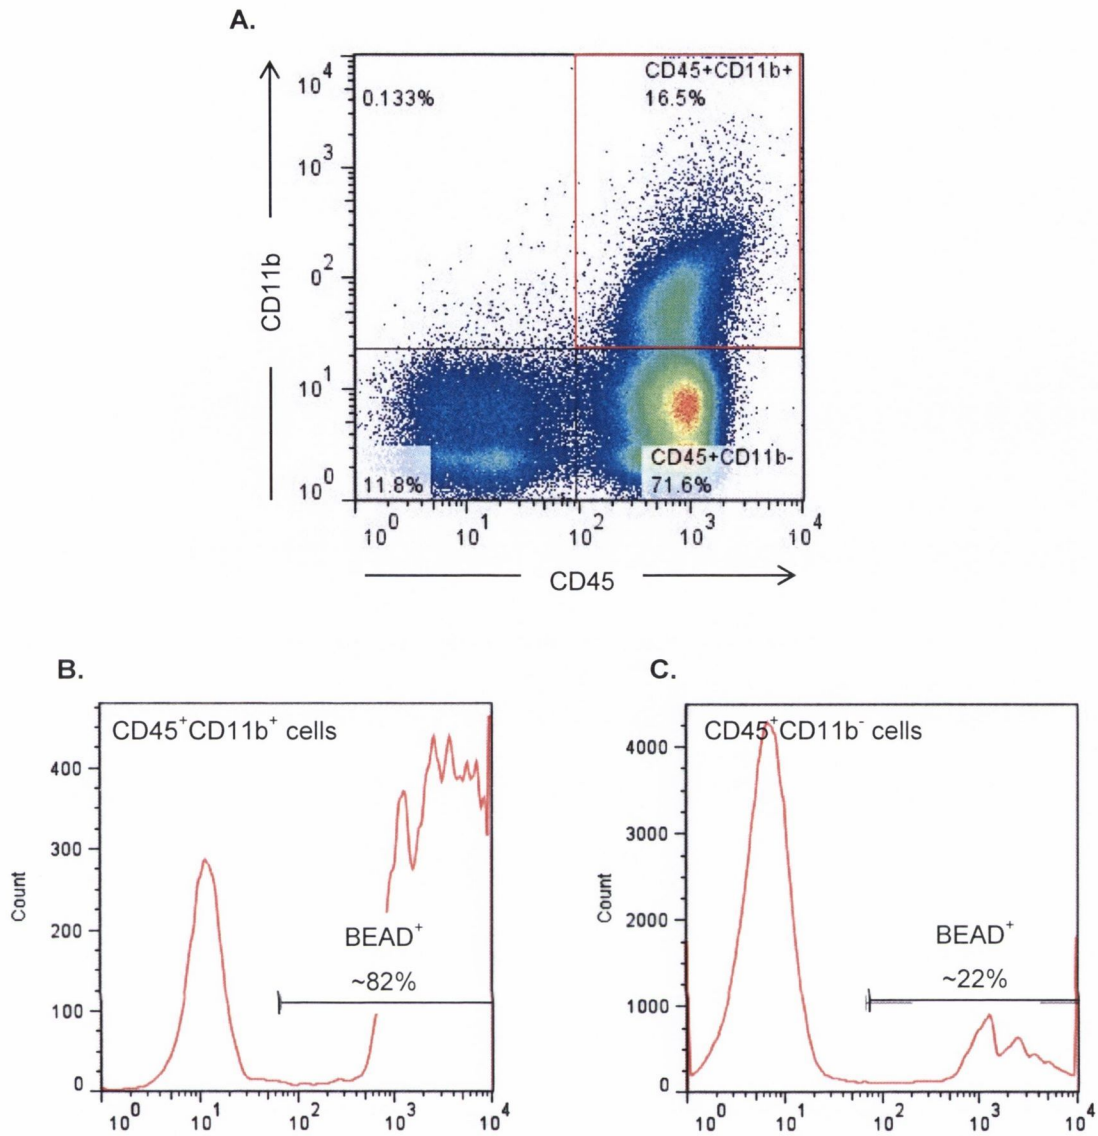 A.
CD45+CD11b+
0.133%
16.5%
10^4
10^3
0^2
10^1
10^0
CD11b
CD45+CD11b-
11.8%
71.6%
10^0 10^1 10^2 10^3 10^4
CD45
B.
CD45^+CD11b^+ cells
400
300
200
100
0
Count
BEAD^+
~82%
10^0 10^1 10^2 10^3 10^4
C.
CD45^+CD11b^- cells
4000
3000
2000
1000
0
Count
BEAD^+
~22%
10^0 10^1 10^2 10^3 10^4